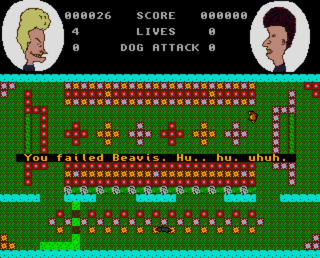 000026 SCORE 000000
4 LIVES 0
0 DOG ATTACK 0
You failed Beavis. Hu.. hu. uhuh.